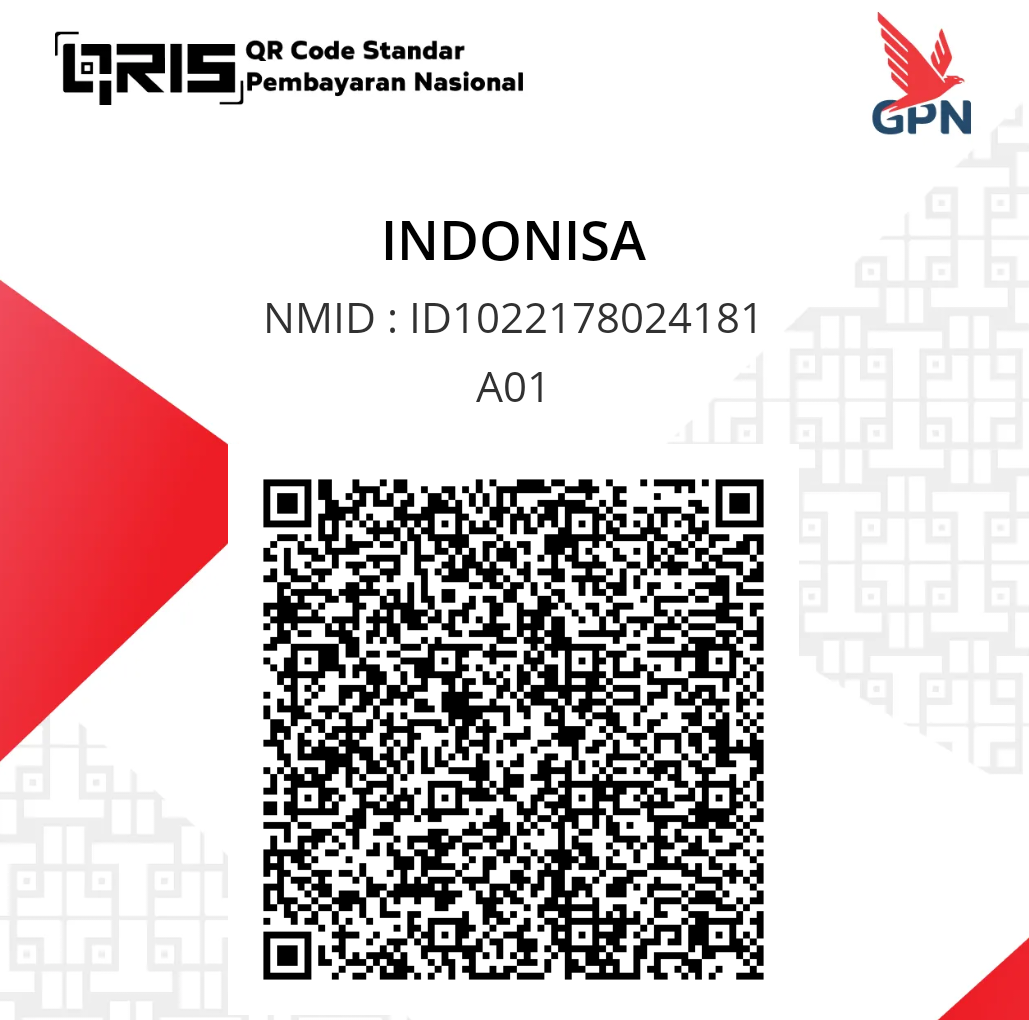 QRIS QR Code Standar
Pembayaran Nasional
GPN
INDONISA
NMID : ID1022178024181
A01